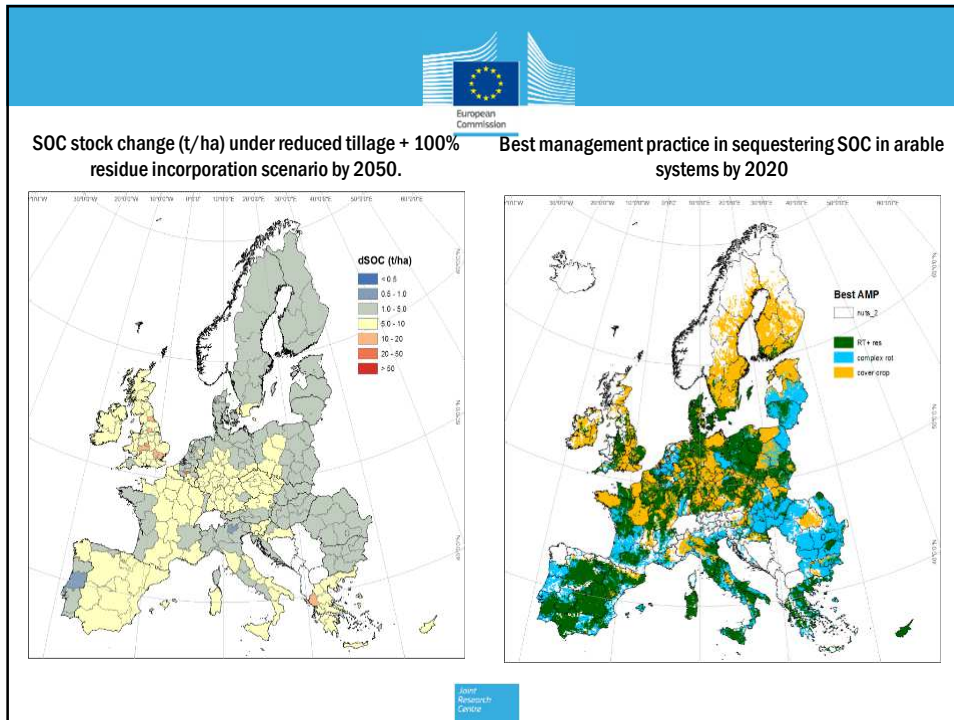 European
Commission
SOC stock change (t/ha) under reduced tillage + 100%
residue incorporation scenario by 2050.
Best management practice in sequestering SOC in arable
systems by 2020
dSOC (t/ha)
< 0.5
0.5 - 1.0
1.0 - 5.0
5.0 - 10
10 - 20
20 - 50
> 50
Best AMP
nuts_2
RT+ res
complex rot
cover crop
Joint
Research
Centre